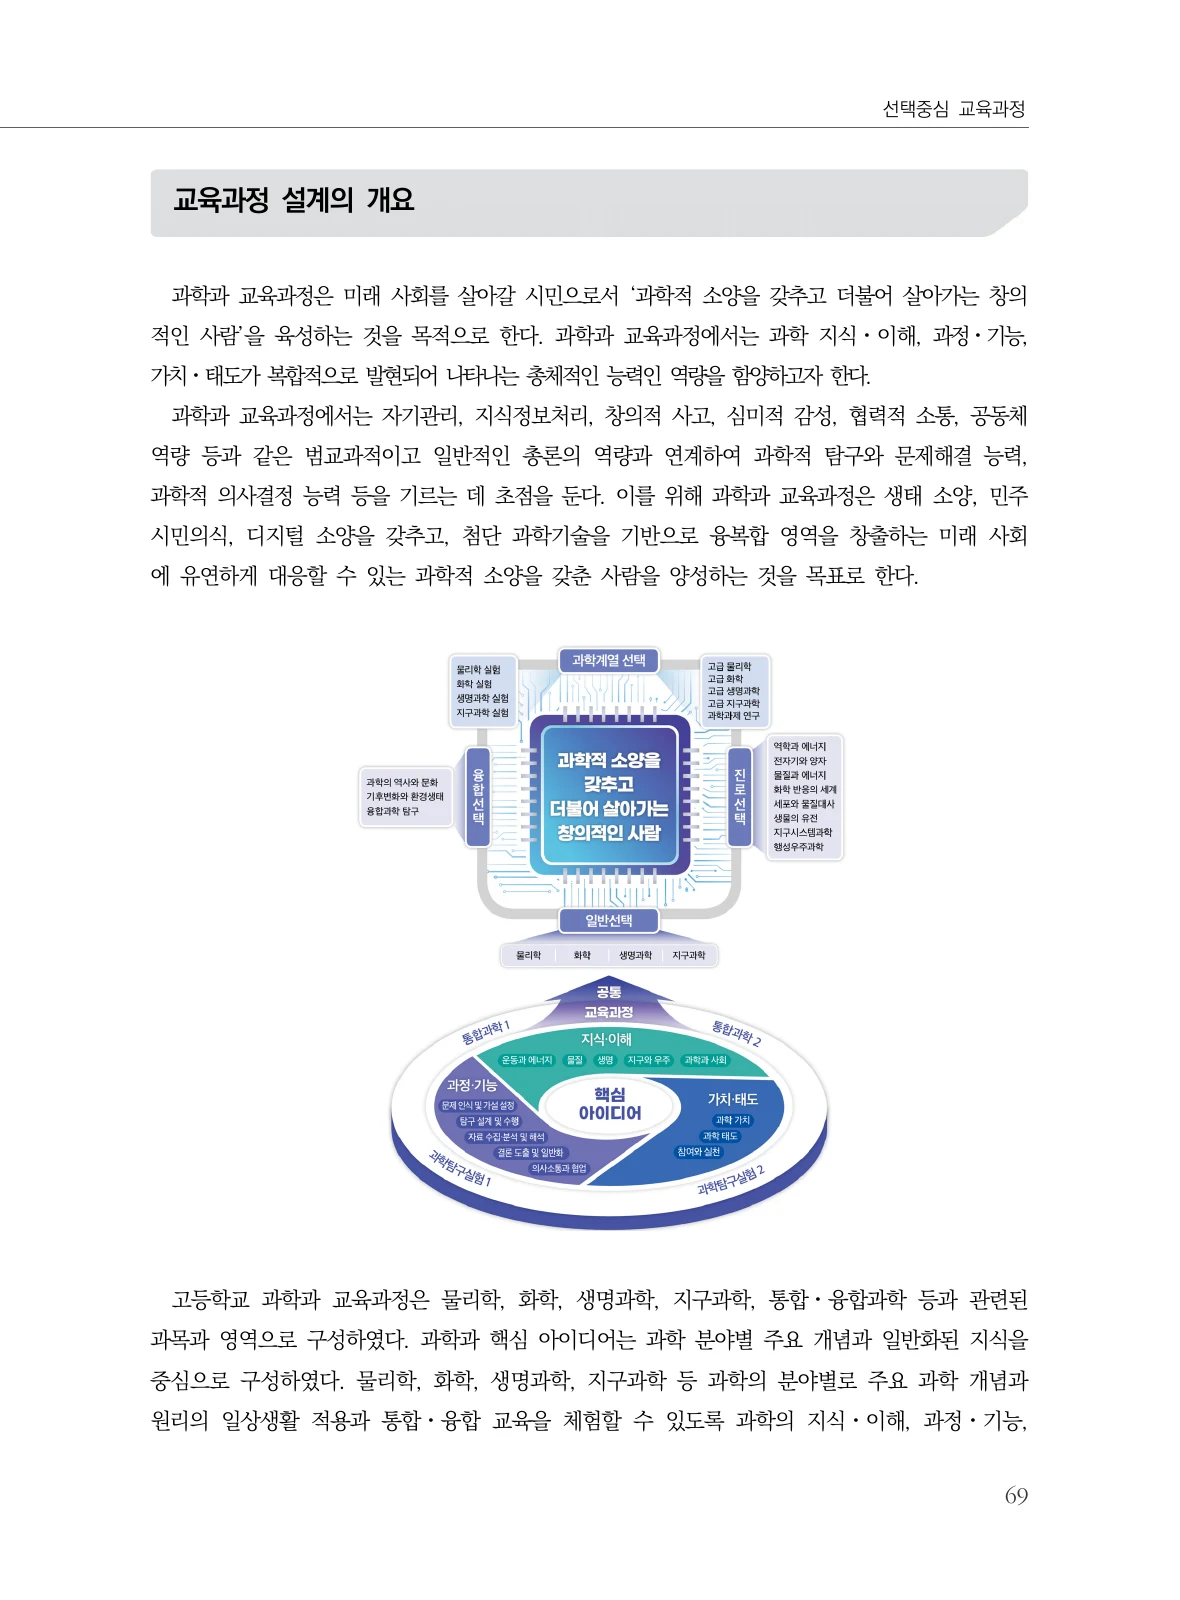 선택중심 교육과정
교육과정 설계의 개요
과학과 교육과정은 미래 사회를 살아갈 시민으로서 ‘과학적 소양을 갖추고 더불어 살아가는 창의
적인 사람’을 육성하는 것을 목적으로 한다. 과학과 교육과정에서는 과학 지식·이해, 과정·기능,
가치·태도가 복합적으로 발현되어 나타나는 총체적인 능력인 역량을 함양하고자 한다.
과학과 교육과정에서는 자기관리, 지식정보처리, 창의적 사고, 심미적 감성, 협력적 소통, 공동체
역량 등과 같은 범교과적이고 일반적인 총론의 역량과 연계하여 과학적 탐구와 문제해결 능력,
과학적 의사결정 능력 등을 기르는 데 초점을 둔다. 이를 위해 과학과 교육과정은 생태 소양, 민주
시민의식, 디지털 소양을 갖추고, 첨단 과학기술을 기반으로 융복합 영역을 창출하는 미래 사회
에 유연하게 대응할 수 있는 과학적 소양을 갖춘 사람을 양성하는 것을 목표로 한다.
과학계열 선택
물리학 실험
화학 실험
생명과학 실험
지구과학 실험
고급 물리학
고급 화학
고급 생명과학
고급 지구과학
과학과제 연구
융합선택
과학의 역사와 문화
기후변화와 환경생태
융합과학 탐구
과학적 소양을
갖추고
더불어 살아가는
창의적인 사람
진로선택
역학과 에너지
전자기와 양자
물질과 에너지
화학 반응의 세계
세포와 물질대사
생물의 유전
지구시스템과학
행성우주과학
일반선택
물리학 화학 생명과학 지구과학
공통
교육과정
통합과학 1
통합과학 2
지식·이해
운동과 에너지 물질 생명 지구와 우주 과학과 사회
과정·기능
문제 인식 및 가설 설정
탐구 설계 및 수행
자료 수집·분석 및 해석
결론 도출 및 일반화
의사소통과 협업
핵심
아이디어
가치·태도
과학 가치
과학 태도
참여와 실천
과학탐구실험 1
과학탐구실험 2
고등학교 과학과 교육과정은 물리학, 화학, 생명과학, 지구과학, 통합·융합과학 등과 관련된
과목과 영역으로 구성하였다. 과학과 핵심 아이디어는 과학 분야별 주요 개념과 일반화된 지식을
중심으로 구성하였다. 물리학, 화학, 생명과학, 지구과학 등 과학의 분야별로 주요 과학 개념과
원리의 일상생활 적용과 통합·융합 교육을 체험할 수 있도록 과학의 지식·이해, 과정·기능,
69